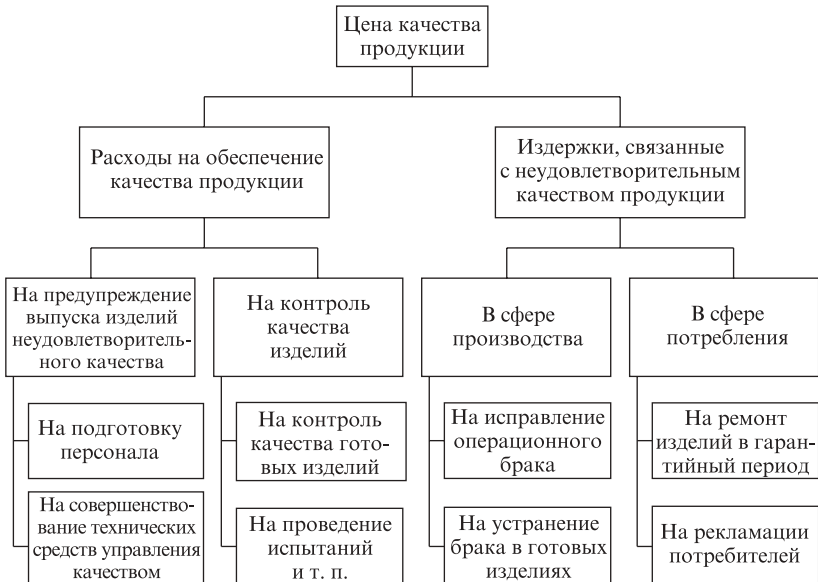 Цена качества
продукции
Расходы на обеспечение
качества продукции
Издержки, связанные
с неудовлетворительным
качеством продукции
На предупреждение
выпуска изделий
неудовлетворитель-
ного качества
На контроль
качества
изделий
В сфере
производства
В сфере
потребления
На подготовку
персонала
На контроль
качества гото-
вых изделий
На исправление
операционного
брака
На ремонт
изделий в гаран-
тийный период
На совершенство-
вание технических
средств управления
качеством
На проведение
испытаний
и т. п.
На устранение
брака в готовых
изделиях
На рекламации
потребителей